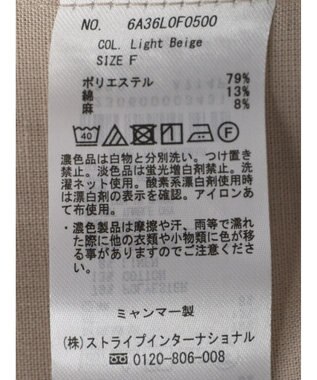 NO. 6A36L0F0500
COL. Light Beige
SIZE F
ポリエステル 79%
綿 13%
麻 8%
40 F
濃色品は白物と分別洗い。つけ置き
禁止。淡色品は蛍光増白剤禁止。洗
濯ネット使用。酸素系漂白剤使用時
は漂白剤の表示を確認。アイロンあ
て布使用。
・濃色製品は摩擦や汗、雨等で濡れ
た際に他の衣類や小物類に色が移
る事がありますのでご注意下さい。
ミャンマー製
(株)ストライプインターナショナル
0120-806-008